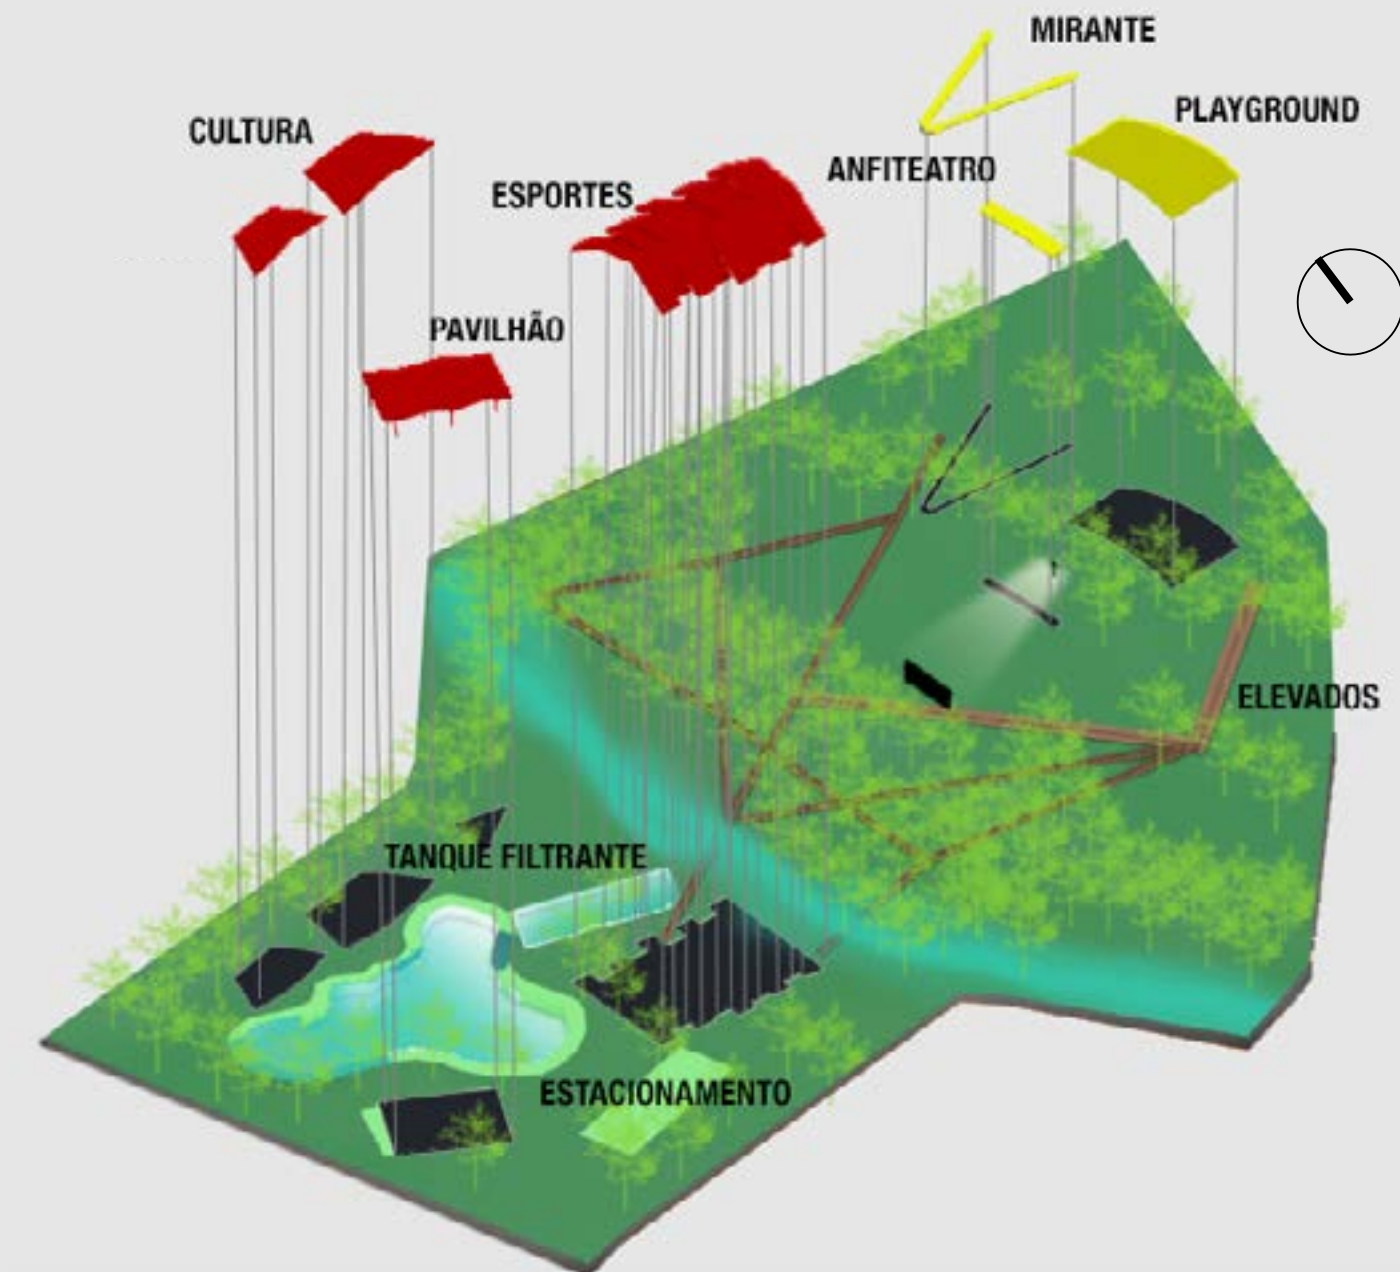 MIRANTE
PLAYGROUND
CULTURA
ANFITEATRO
ESPORTES
PAVILHÃO
ELEVADOS
TANQUE FILTRANTE
ESTACIONAMENTO